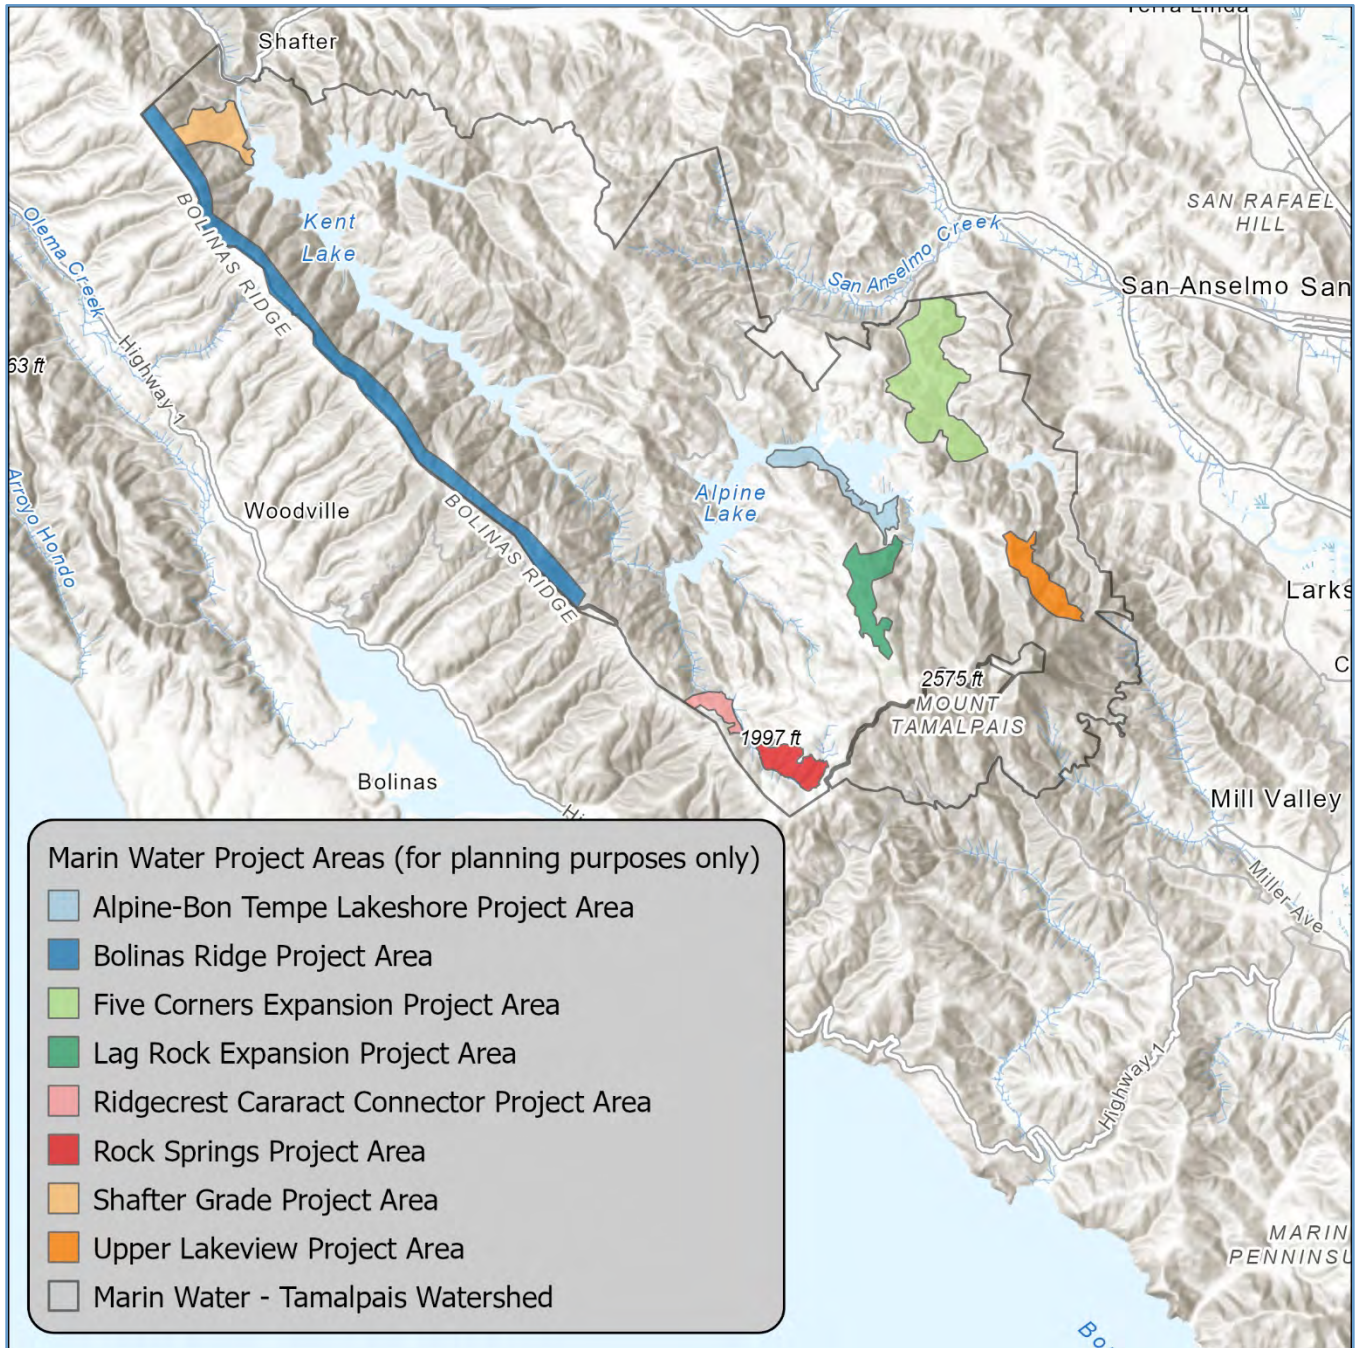 Terra Linda
Shafter
SAN RAFAEL
HILL
Olema Creek
BOLINAS RIDGE
Kent
Lake
San Anselmo Creek
San Anselmo
San
63 ft
Highway 1
Alpine
Lake
Woodville
Arroyo Hondo
BOLINAS RIDGE
Larks
C
2575 ft
MOUNT
TAMALPAIS
1997 ft
Bolinas
Hi
Mill Valley
Miller Ave
Marin Water Project Areas (for planning purposes only)
Alpine-Bon Tempe Lakeshore Project Area
Bolinas Ridge Project Area
Five Corners Expansion Project Area
Lag Rock Expansion Project Area
Ridgecrest Cararact Connector Project Area
Rock Springs Project Area
Shafter Grade Project Area
Upper Lakeview Project Area
Marin Water - Tamalpais Watershed
Highway 1
MARIN
PENNINSU
Bo